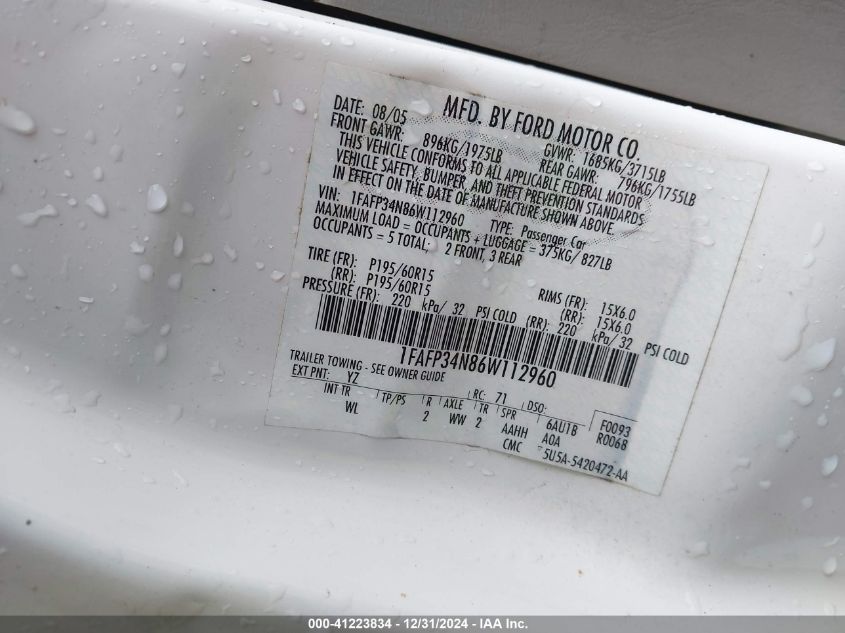 MFD. BY FORD MOTOR CO.
DATE: 08/05 GVWR: 1685KG/3715LB
FRONT GAWR: 896KG/1975LB REAR GAWR: 796KG/1755LB
THIS VEHICLE CONFORMS TO ALL APPLICABLE FEDERAL MOTOR
VEHICLE SAFETY, BUMPER, AND THEFT PREVENTION STANDARDS
IN EFFECT ON THE DATE OF MANUFACTURE SHOWN ABOVE.
VIN: 1FAFP34N86W112960 TYPE: Passenger Car
MAXIMUM LOAD = OCCUPANTS + LUGGAGE = 375KG/827LB
OCCUPANTS = 5 TOTAL: 2 FRONT, 3 REAR
TIRE (FR): P195/60R15 RIMS (FR): 15X6.0
(RR): P195/60R15 (RR): 15X6.0
PRESSURE (FR): 220 kPa/ 32 PSI COLD (RR): 220 kPa/ 32 PSI COLD
1FAFP34N86W112960
TRAILER TOWING - SEE OWNER GUIDE
EXT PNT: YZ RC: 71 DSO:
INT TR TP/PS R AXLE TR SPR 6AU1B F0093
WL 2 WW 2 AAHH AOA R0068
CMC 5U5A-5420472-AA
000-41223834 - 12/31/2024 - IAA Inc.